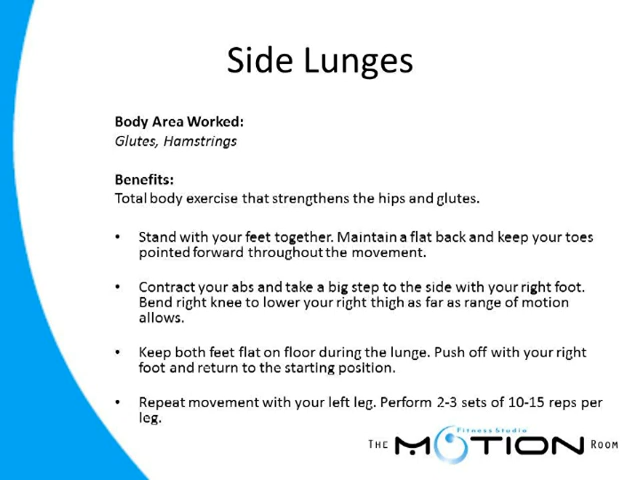 Side Lunges
Body Area Worked:
Glutes, Hamstrings
Benefits:
Total body exercise that strengthens the hips and glutes.
• Stand with your feet together. Maintain a flat back and keep your toes
pointed forward throughout the movement.
• Contract your abs and take a big step to the side with your right foot.
Bend right knee to lower your right thigh as far as range of motion
allows.
• Keep both feet flat on floor during the lunge. Push off with your right
foot and return to the starting position.
• Repeat movement with your left leg. Perform 2-3 sets of 10-15 reps per
leg.
Fitness Studio
THE MOTION ROOM